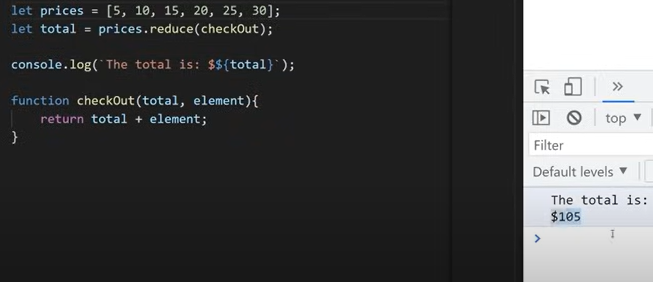 let prices = [5, 10, 15, 20, 25, 30];
let total = prices.reduce(checkOut);
console.log(`The total is: $${total}`);
function checkOut(total, element){
    return total + element;
}
top ▼
Filter
Default levels ▼
The total is:
$105
>